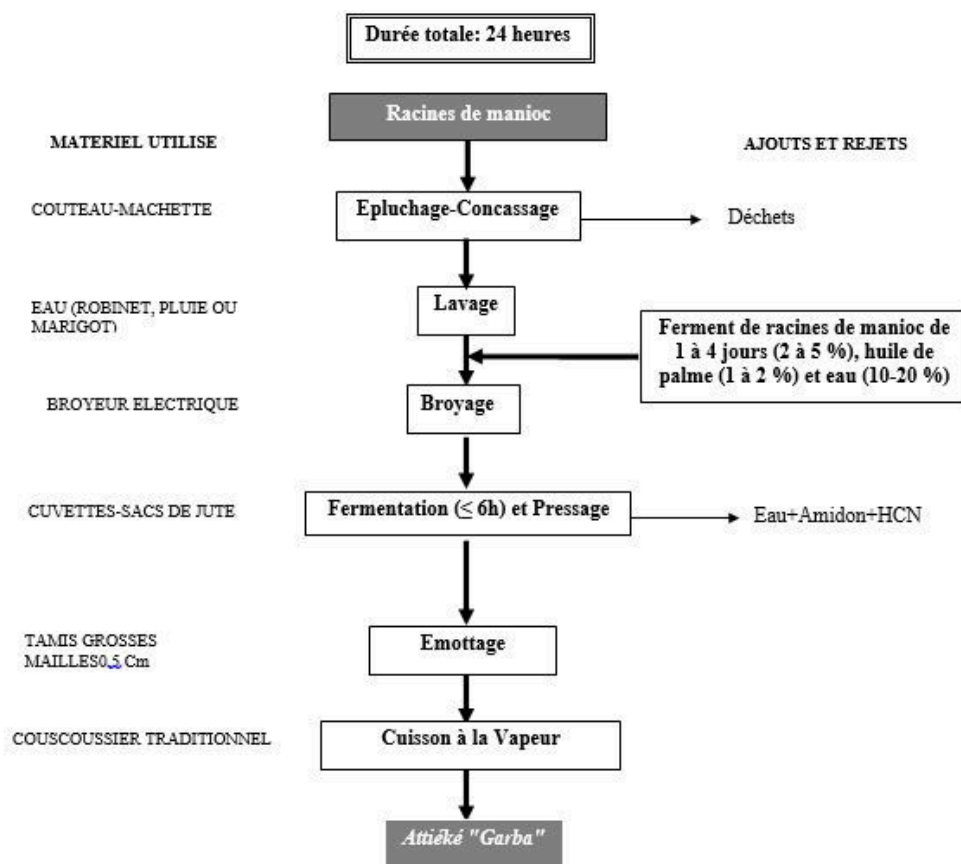 Durée totale: 24 heures
Racines de manioc
MATERIEL UTILISE
AJOUTS ET REJETS
COUTEAU-MACHETTE
Epluchage-Concassage
Déchets
EAU (ROBINET, PLUIE OU
MARIGOT)
Lavage
Ferment de racines de manioc de
1 à 4 jours (2 à 5 %), huile de
palme (1 à 2 %) et eau (10-20 %)
BROYEUR ELECTRIQUE
Broyage
CUVETTES-SACS DE JUTE
Fermentation (≤ 6h) et Pressage
Eau+Amidon+HCN
TAMIS GROSSES
MAILLES0,5 Cm
Emottage
COUSCOUSSIER TRADITIONNEL
Cuisson à la Vapeur
Attiéké "Garba"